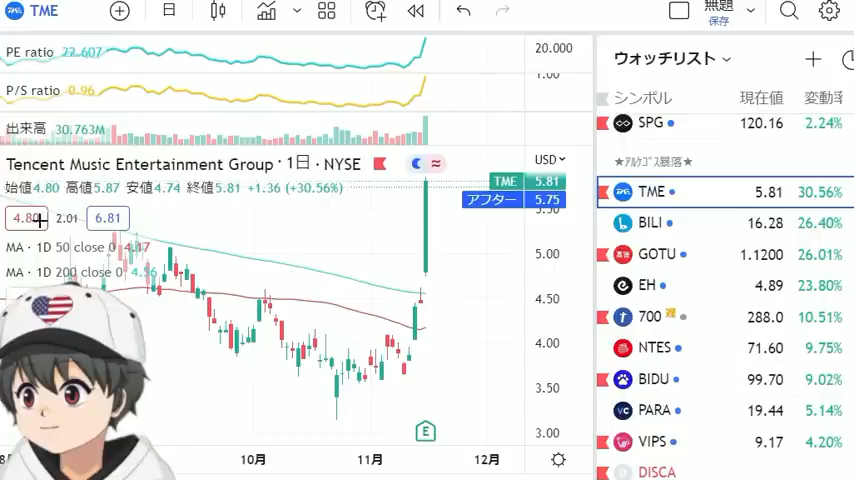 TME
無題
保存
PE ratio 22.607
20.000
1.00
P/S ratio 0.96
出来高 30.763M
Tencent Music Entertainment Group · 1日 · NYSE
USD
始値4.80 高値5.87 安値4.74 終値5.81 +1.36 (+30.56%)
TME 5.81
アフター 5.75
4.80 2.01 6.81
5.50
MA · 1D 50 close 0 4.17
5.00
MA · 1D 200 close 0 4.56
4.50
4.00
3.50
3.00
E
10月 11月 12月
ウォッチリスト
シンボル 現在値 変動率
SPG 120.16 2.24%
★ｱﾙｹｺﾞｽ暴落★
TME 5.81 30.56%
BILI 16.28 26.40%
GOTU 1.1200 26.01%
EH 4.89 23.80%
700 遅 288.0 10.51%
NTES 71.60 9.75%
BIDU 99.70 9.02%
PARA 19.44 5.14%
VIPS 9.17 4.20%
DISCA